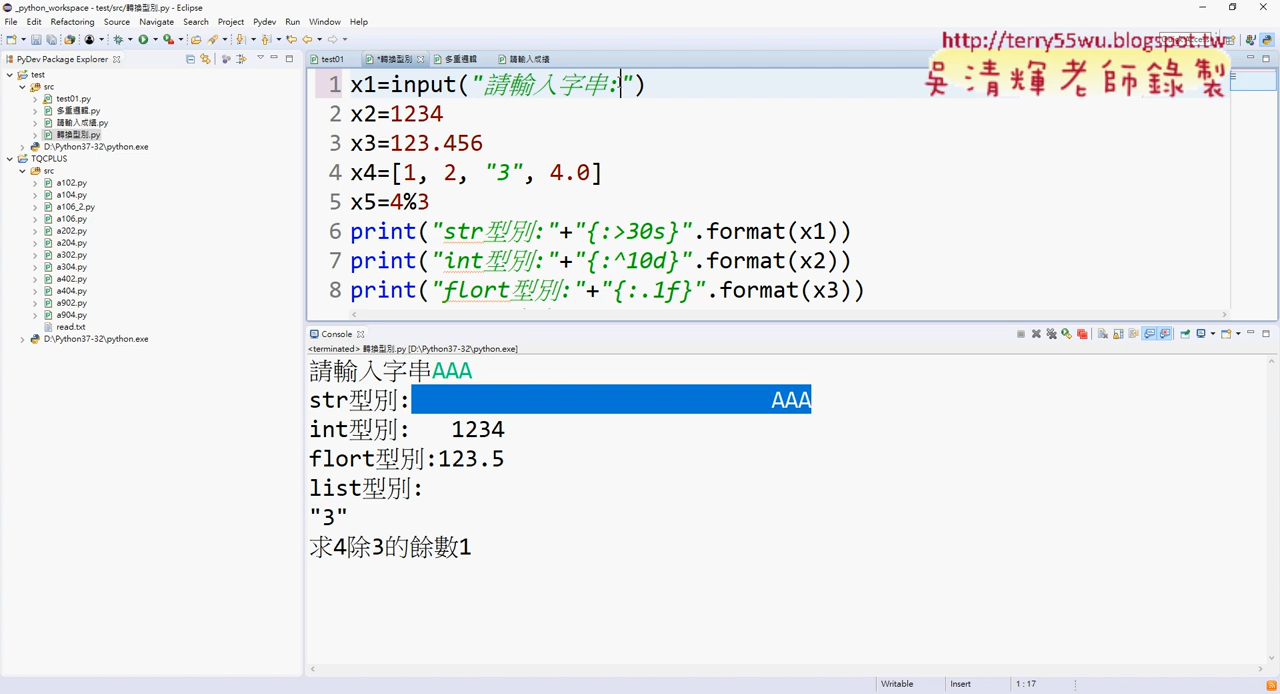 _python_workspace - test/src/轉換型別.py - Eclipse
File Edit Refactoring Source Navigate Search Project Pydev Run Window Help
http://terry55wu.blogspot.tw
吳清輝老師錄製
PyDev Package Explorer
test
src
test01.py
多重邏輯.py
請輸入成績.py
轉換型別.py
D:\Python37-32\python.exe
TQCPLUS
src
a102.py
a104.py
a106_2.py
a106.py
a202.py
a204.py
a302.py
a304.py
a402.py
a404.py
a902.py
a904.py
read.txt
D:\Python37-32\python.exe
test01 *轉換型別 多重邏輯 請輸入成績
1 x1=input("請輸入字串:")
2 x2=1234
3 x3=123.456
4 x4=[1, 2, "3", 4.0]
5 x5=4%3
6 print("str型別:"+"{:>30s}".format(x1))
7 print("int型別:"+"{:^10d}".format(x2))
8 print("flort型別:"+"{:.1f}".format(x3))
Console
<terminated> 轉換型別.py [D:\Python37-32\python.exe]
請輸入字串AAA
str型別: AAA
int型別: 1234
flort型別:123.5
list型別:
"3"
求4除3的餘數1
Writable Insert 1 : 17